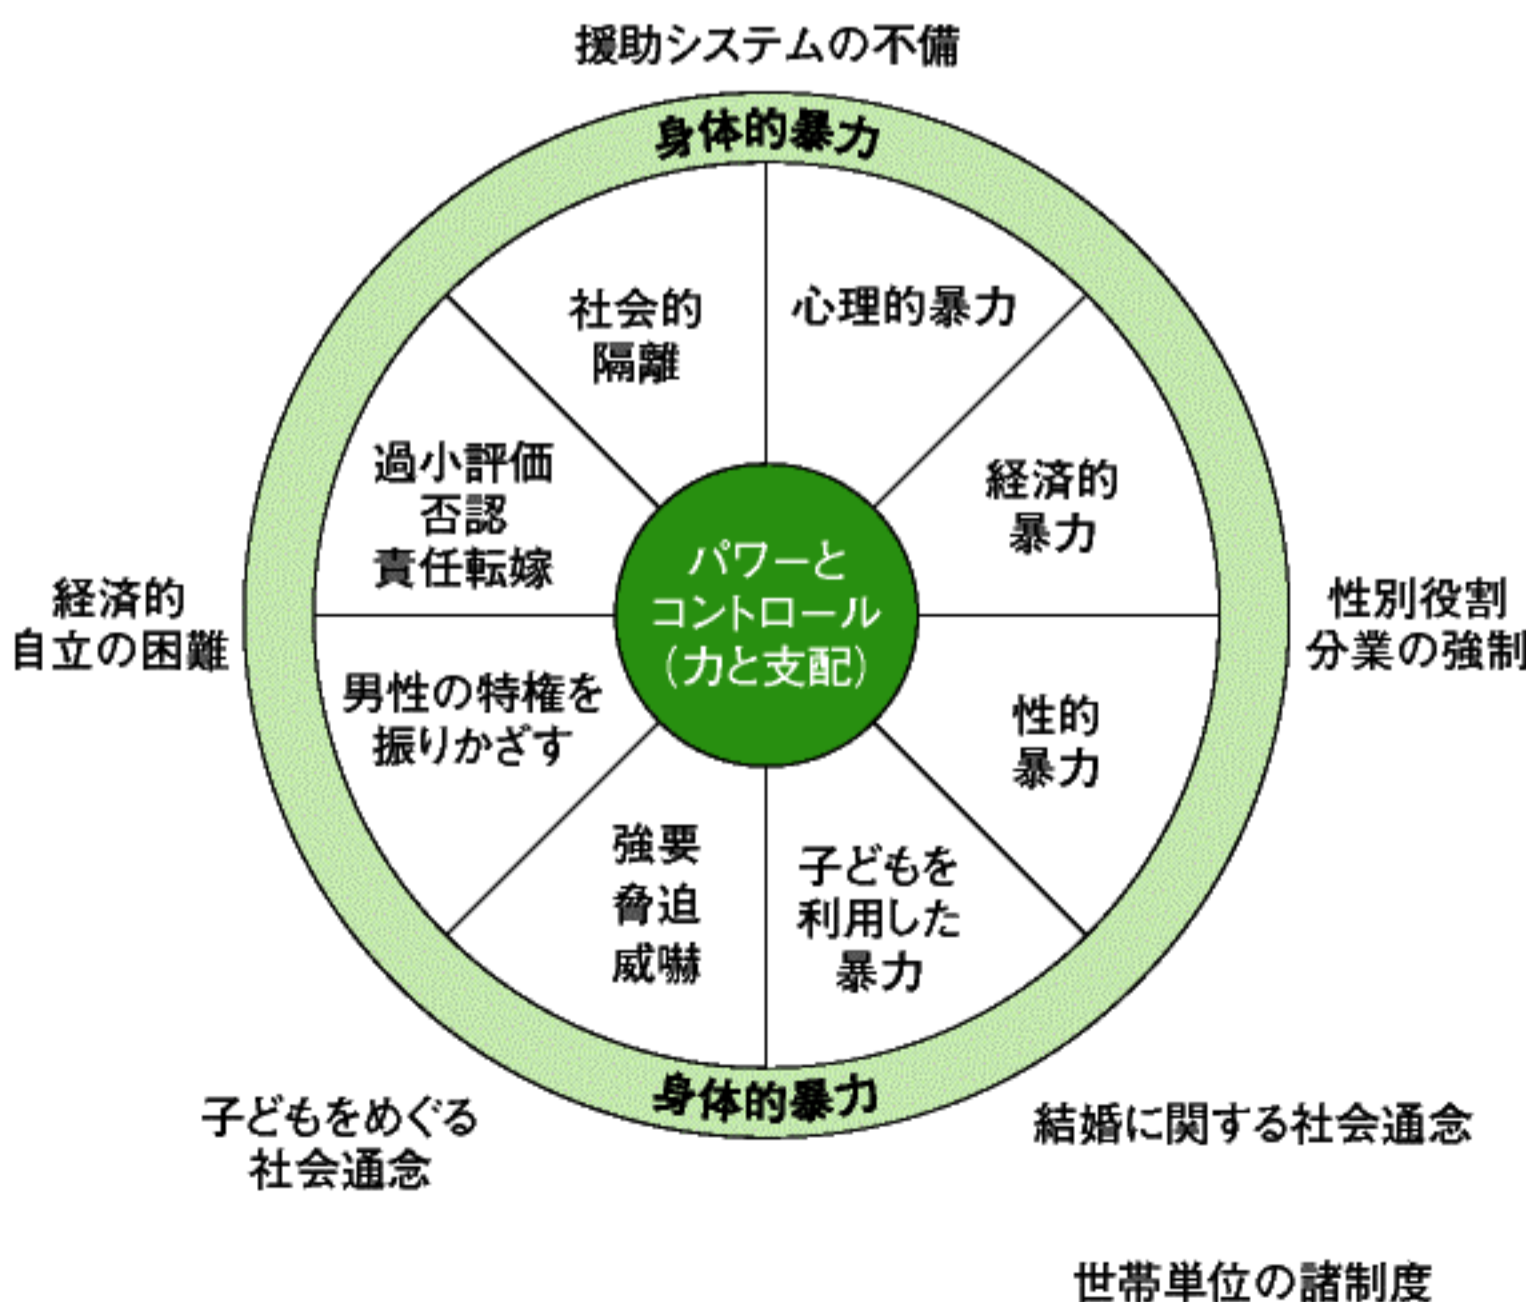 援助システムの不備
身体的暴力
社会的
隔離
心理的暴力
過小評価
否認
責任転嫁
経済的
暴力
パワーと
コントロール
(力と支配)
経済的
自立の困難
性別役割
分業の強制
男性の特権を
振りかざす
性的
暴力
強要
脅迫
威嚇
子どもを
利用した
暴力
身体的暴力
子どもをめぐる
社会通念
結婚に関する社会通念
世帯単位の諸制度